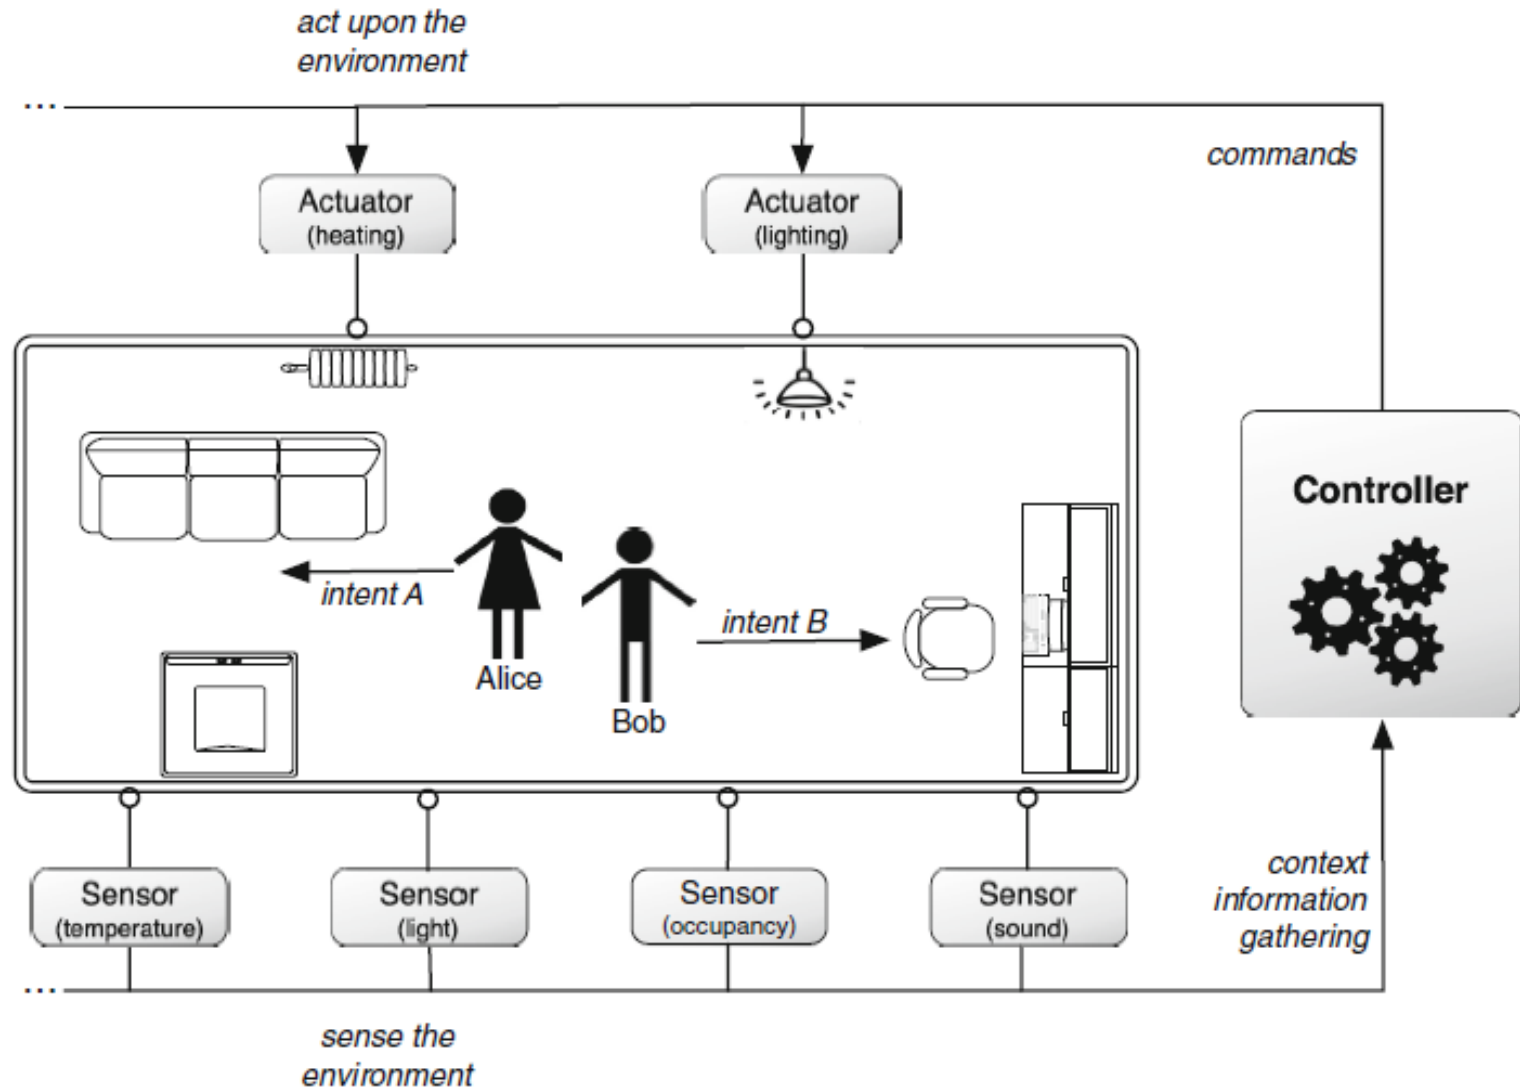 act upon the
environment
...
commands
Actuator
(heating)
Actuator
(lighting)
Controller
intent A
intent B
Alice
Bob
Sensor
(temperature)
Sensor
(light)
Sensor
(occupancy)
Sensor
(sound)
context
information
gathering
...
sense the
environment